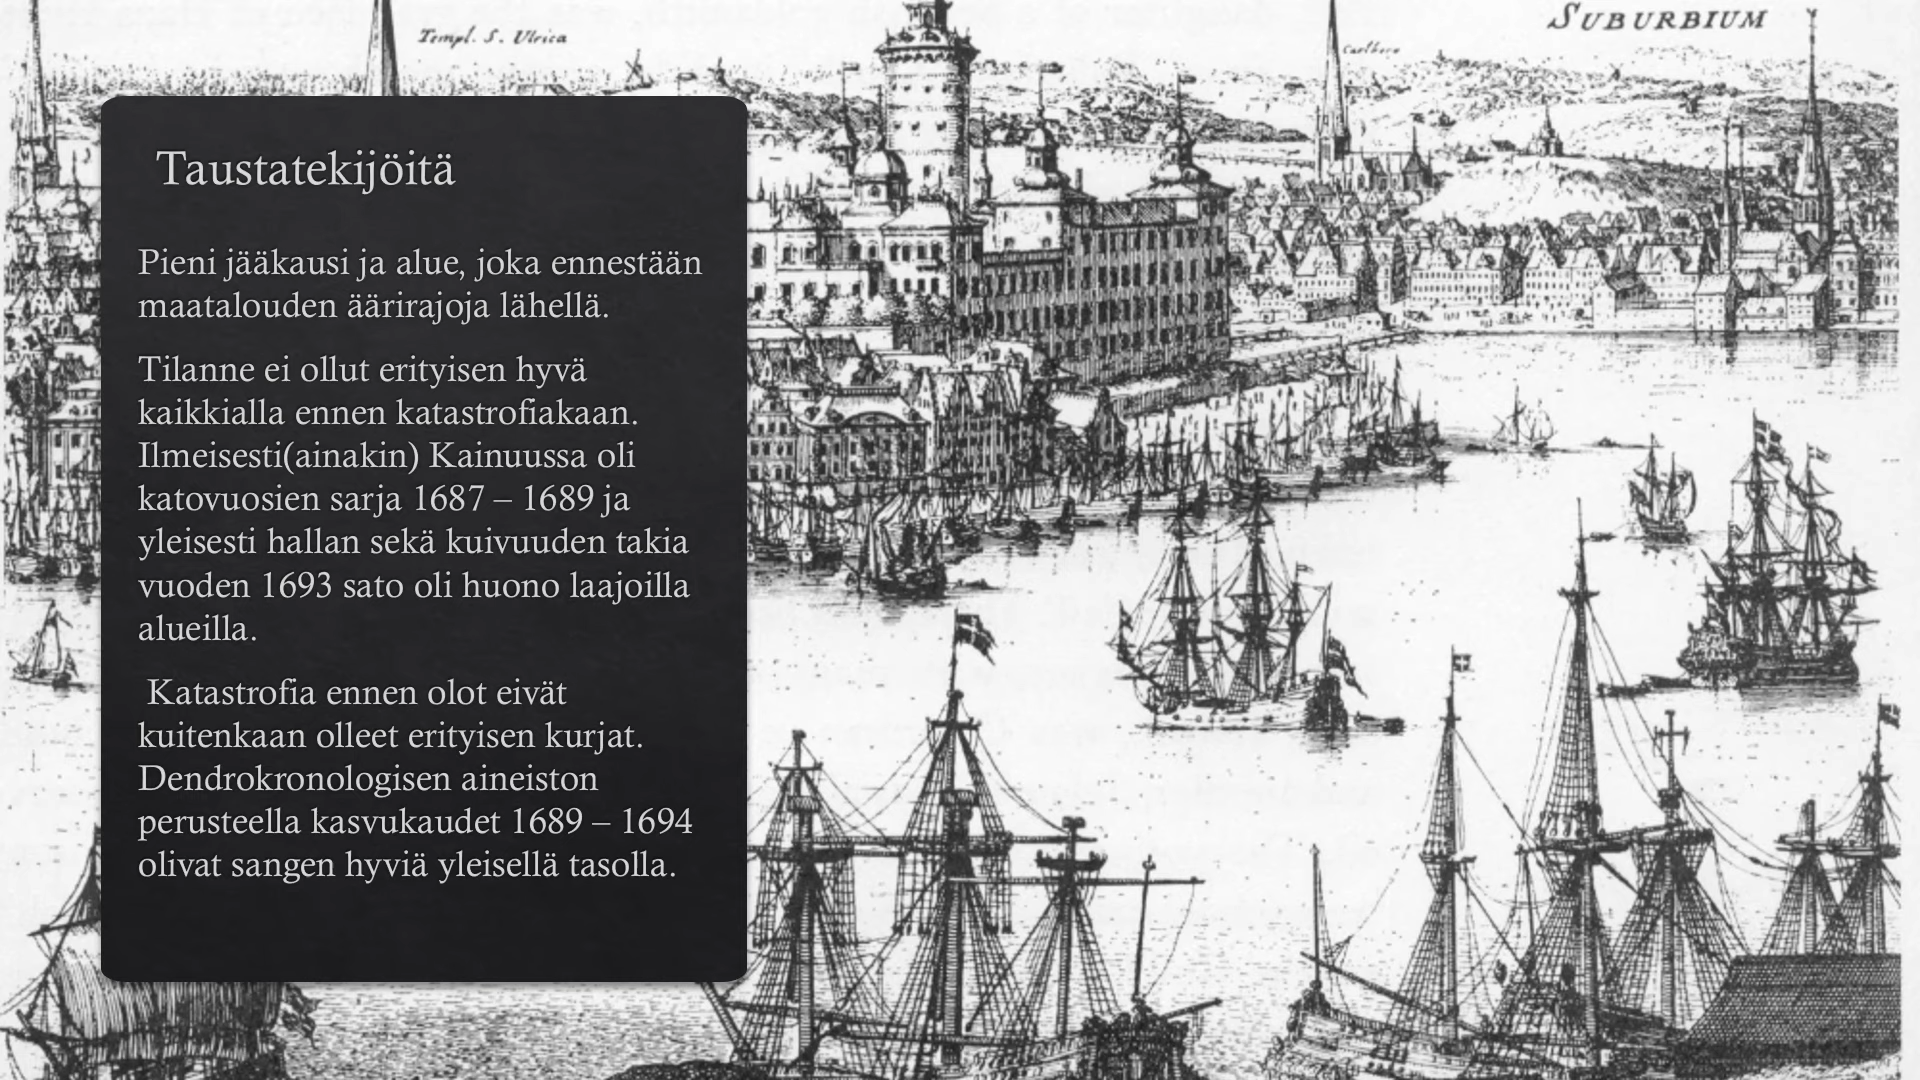 Templ. S. Ulrica
Carlberg
SUBURBIUM
Taustatekijöitä
Pieni jääkausi ja alue, joka ennestään
maatalouden äärirajoja lähellä.
Tilanne ei ollut erityisen hyvä
kaikkialla ennen katastrofiakaan.
Ilmeisesti(ainakin) Kainuussa oli
katovuosien sarja 1687 – 1689 ja
yleisesti hallan sekä kuivuuden takia
vuoden 1693 sato oli huono laajoilla
alueilla.
Katastrofia ennen olot eivät
kuitenkaan olleet erityisen kurjat.
Dendrokronologisen aineiston
perusteella kasvukaudet 1689 – 1694
olivat sangen hyviä yleisellä tasolla.